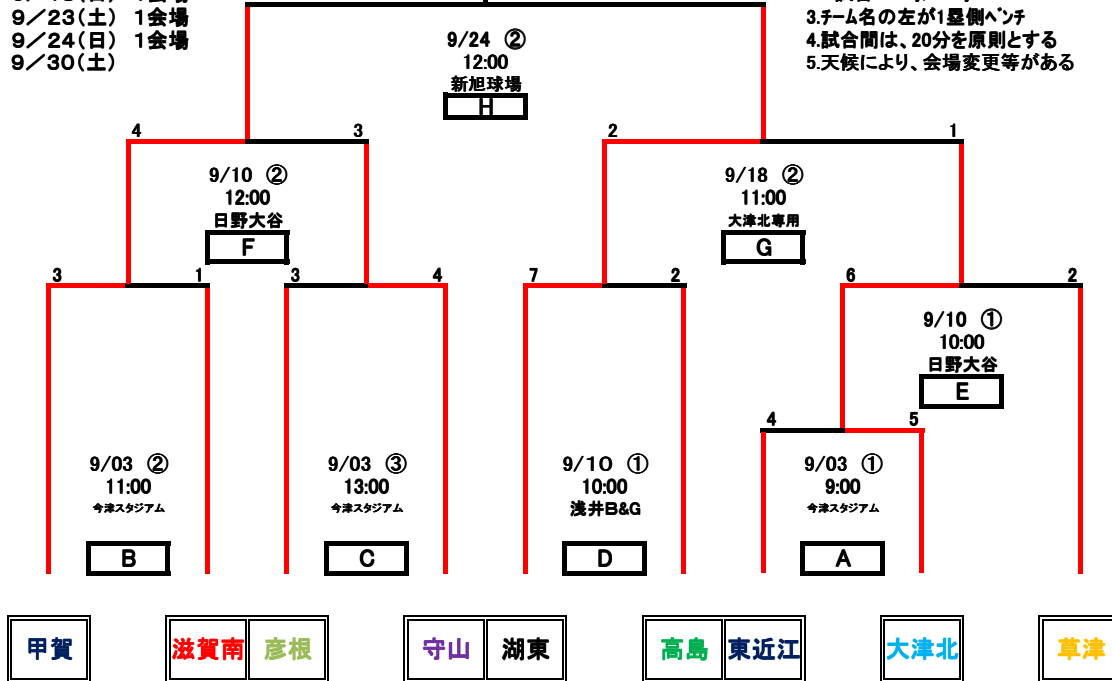 9／23(土) 1会場
9／24(日) 1会場
9／30(土)
3.チーム名の左が1塁側ベンチ
4.試合間は、20分を原則とする
5.天候により、会場変更等がある
9/24 ②
12:00
新旭球場
H
4 3
2 1
9/10 ②
12:00
日野大谷
F
9/18 ②
11:00
大津北専用
G
3 1 3 4 7 2 6 2
9/10 ①
10:00
日野大谷
E
4 5
9/03 ②
11:00
今津スタジアム
B
9/03 ③
13:00
今津スタジアム
C
9/10 ①
10:00
浅井B&G
D
9/03 ①
9:00
今津スタジアム
A
甲賀 滋賀南 彦根 守山 湖東 高島 東近江 大津北 草津